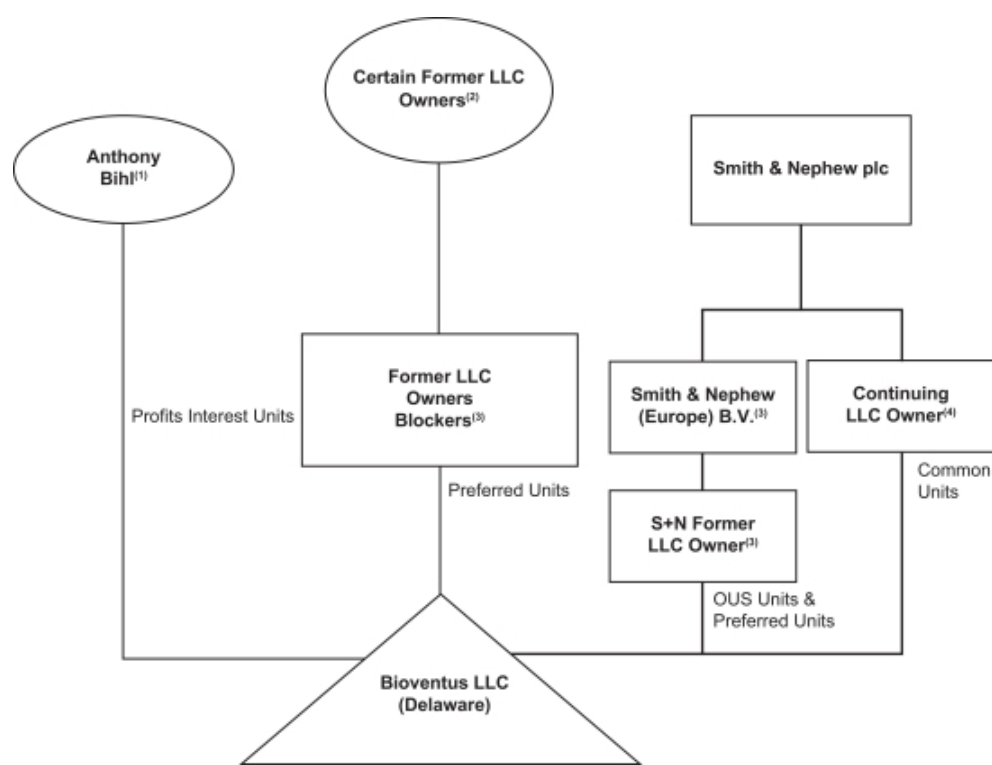 Certain Former LLC
Owners(2)
Anthony
Bihl(1)
Smith & Nephew plc
Former LLC
Owners
Blockers(3)
Smith & Nephew
(Europe) B.V.(3)
Continuing
LLC Owner(4)
Profits Interest Units
Preferred Units
Common
Units
S+N Former
LLC Owner(3)
OUS Units &
Preferred Units
Bioventus LLC
(Delaware)